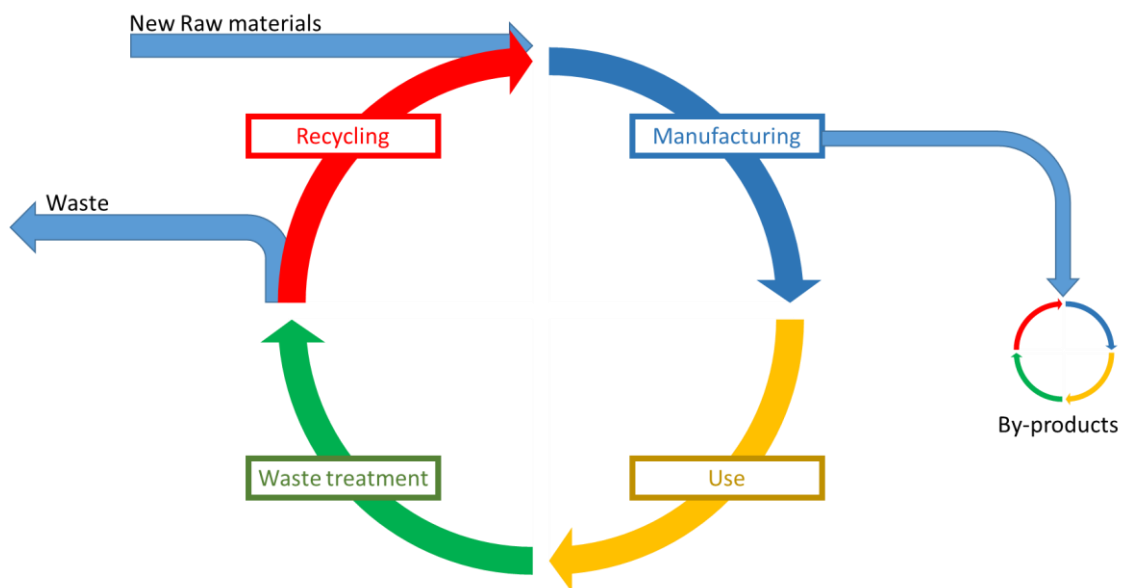 New Raw materials
Recycling
Manufacturing
Waste
By-products
Waste treatment
Use